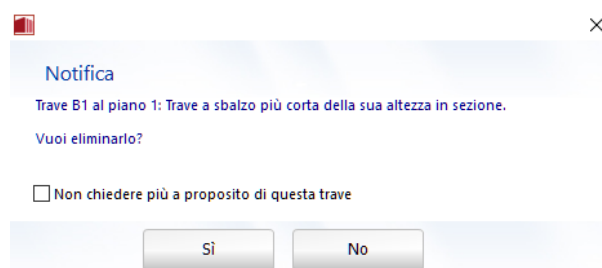 Notifica
Trave B1 al piano 1: Trave a sbalzo più corta della sua altezza in sezione.
Vuoi eliminarlo?
Non chiedere più a proposito di questa trave
Sì
No